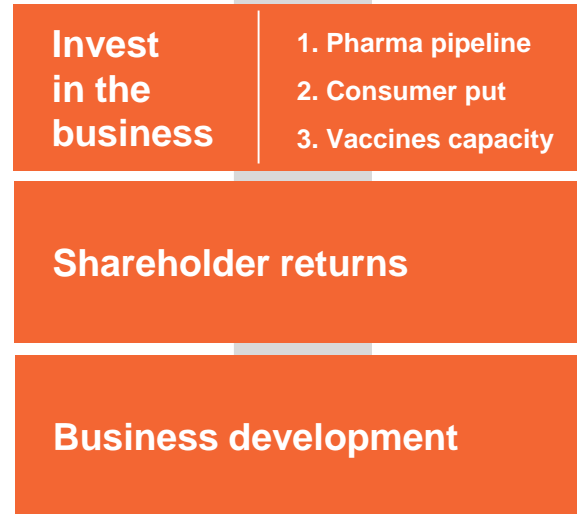 Invest
in the
business
1. Pharma pipeline
2. Consumer put
3. Vaccines capacity
Shareholder returns
Business development